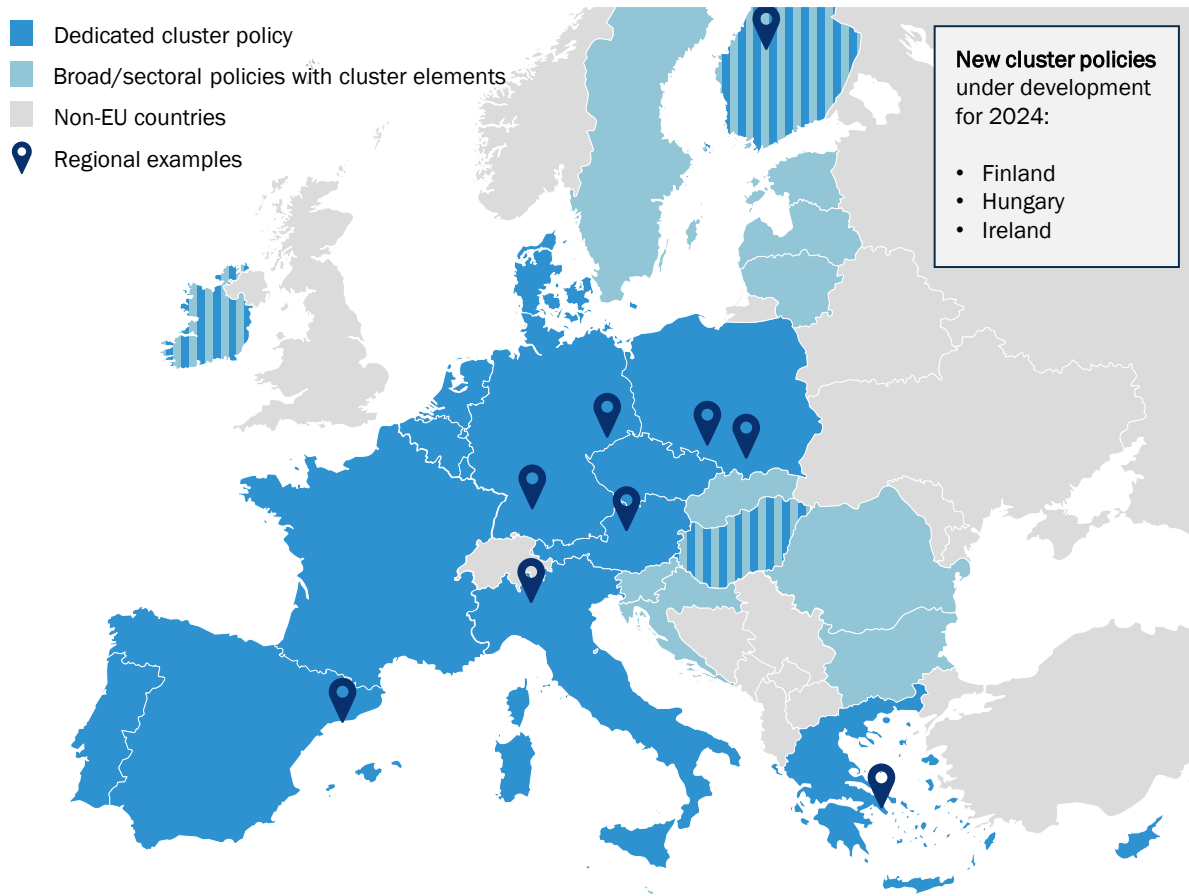 Dedicated cluster policy
Broad/sectoral policies with cluster elements
Non-EU countries
Regional examples
New cluster policies
under development
for 2024:
• Finland
• Hungary
• Ireland